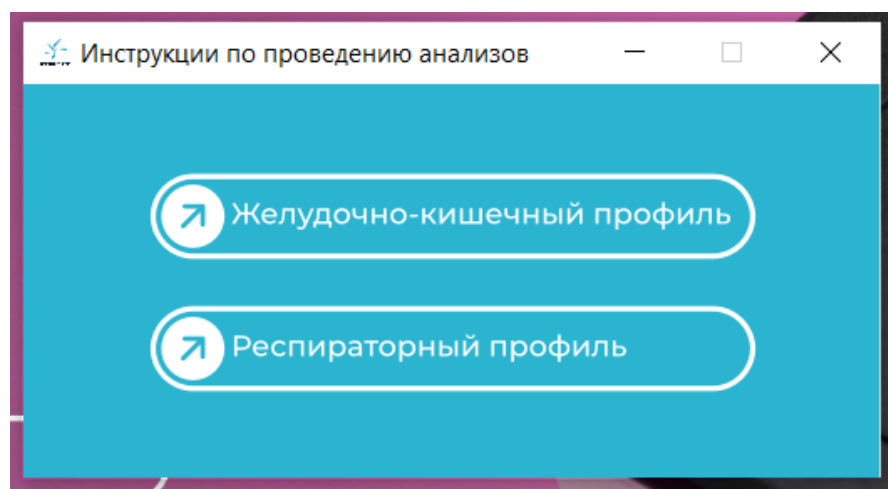 Инструкции по проведению анализов
Желудочно-кишечный профиль
Респираторный профиль